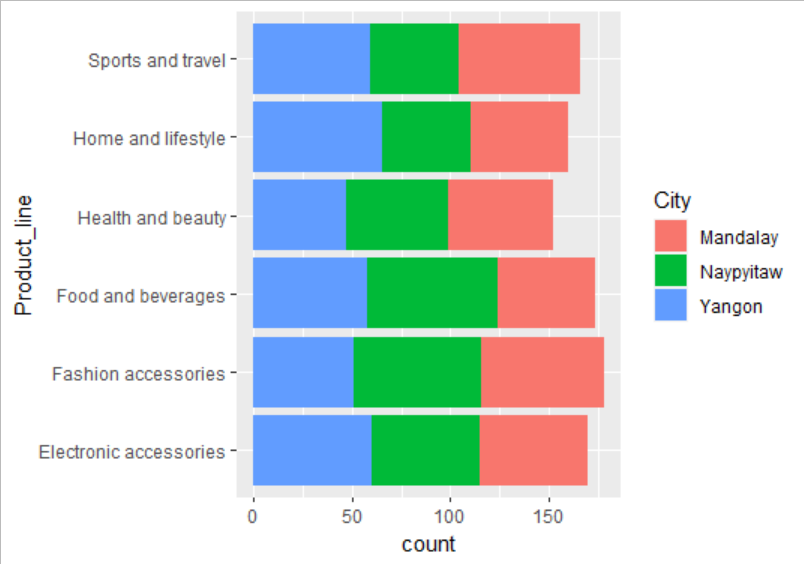 Product_line
Sports and travel
Home and lifestyle
Health and beauty
Food and beverages
Fashion accessories
Electronic accessories
0 50 100 150
count
City
Mandalay
Naypyitaw
Yangon